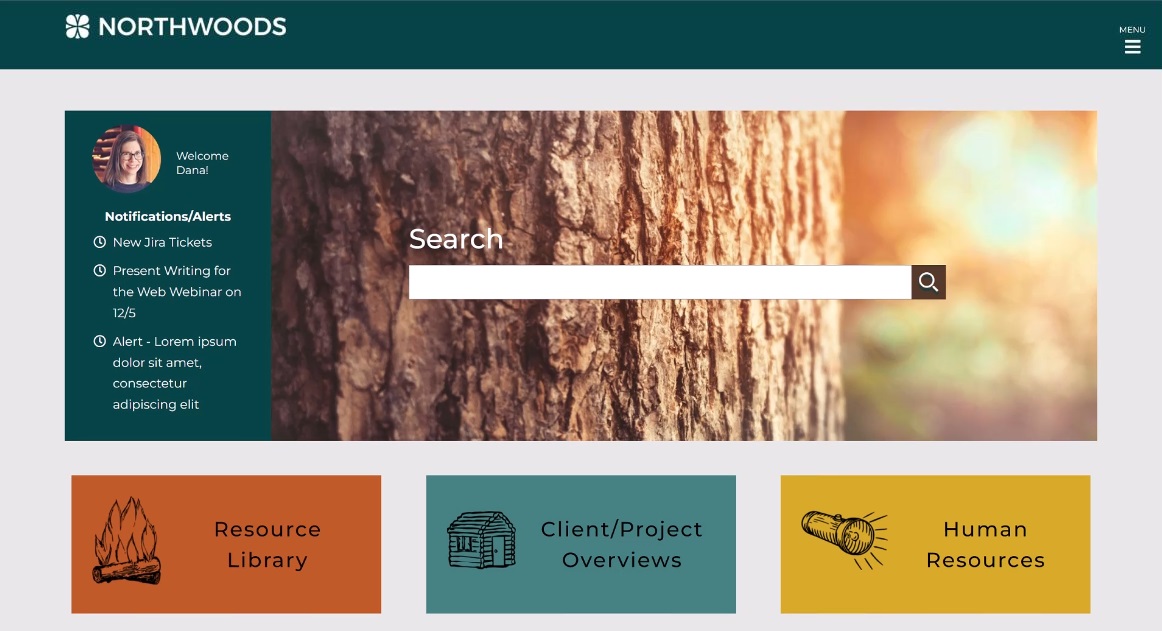 NORTHWOODS
MENU
Welcome
Dana!
Notifications/Alerts
New Jira Tickets
Present Writing for
the Web Webinar on
12/5
Alert - Lorem ipsum
dolor sit amet,
consectetur
adipiscing elit
Search
Resource
Library
Client/Project
Overviews
Human
Resources